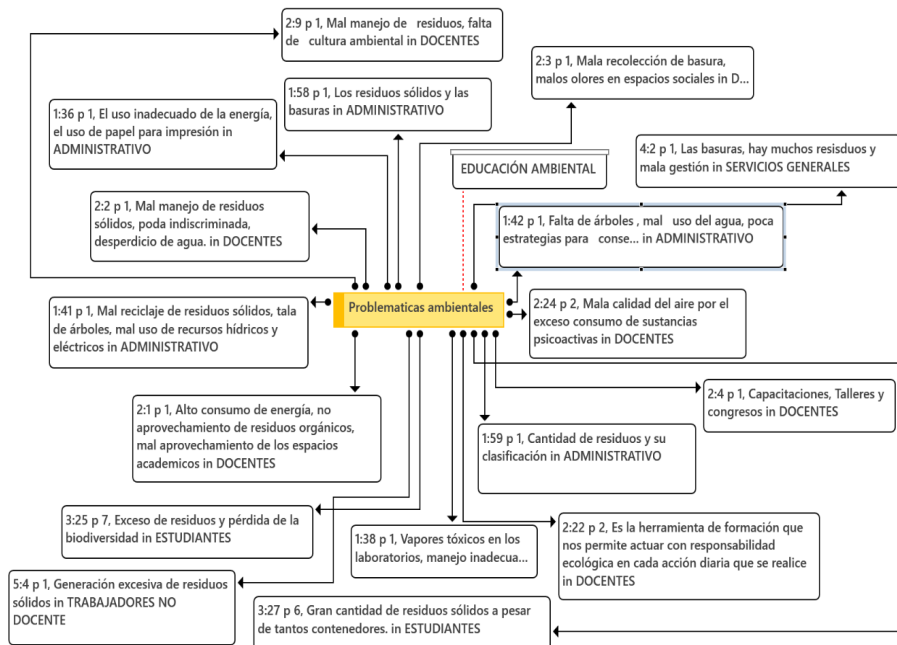 2:9 p 1, Mal manejo de residuos, falta
de cultura ambiental in DOCENTES
2:3 p 1, Mala recolección de basura,
malos olores en espacios sociales in D...
1:58 p 1, Los residuos sólidos y las
basuras in ADMINISTRATIVO
1:36 p 1, El uso inadecuado de la energía,
el uso de papel para impresión in
ADMINISTRATIVO
4:2 p 1, Las basuras, hay muchos resisduos y
mala gestión in SERVICIOS GENERALES
EDUCACIÓN AMBIENTAL
2:2 p 1, Mal manejo de residuos
sólidos, poda indiscriminada,
desperdicio de agua. in DOCENTES
1:42 p 1, Falta de árboles , mal uso del agua, poca
estrategias para conse... in ADMINISTRATIVO
Problematicas ambientales
1:41 p 1, Mal reciclaje de residuos sólidos, tala
de árboles, mal uso de recursos hídricos y
eléctricos in ADMINISTRATIVO
2:24 p 2, Mala calidad del aire por el
exceso consumo de sustancias
psicoactivas in DOCENTES
2:4 p 1, Capacitaciones, Talleres y
congresos in DOCENTES
2:1 p 1, Alto consumo de energía, no
aprovechamiento de residuos orgánicos,
mal aprovechamiento de los espacios
academicos in DOCENTES
1:59 p 1, Cantidad de residuos y su
clasificación in ADMINISTRATIVO
3:25 p 7, Exceso de residuos y pérdida de la
biodiversidad in ESTUDIANTES
1:38 p 1, Vapores tóxicos en los
laboratorios, manejo inadecua...
2:22 p 2, Es la herramienta de formación que
nos permite actuar con responsabilidad
ecológica en cada acción diaria que se realice
in DOCENTES
5:4 p 1, Generación excesiva de residuos
sólidos in TRABAJADORES NO
DOCENTE
3:27 p 6, Gran cantidad de residuos sólidos a pesar
de tantos contenedores. in ESTUDIANTES